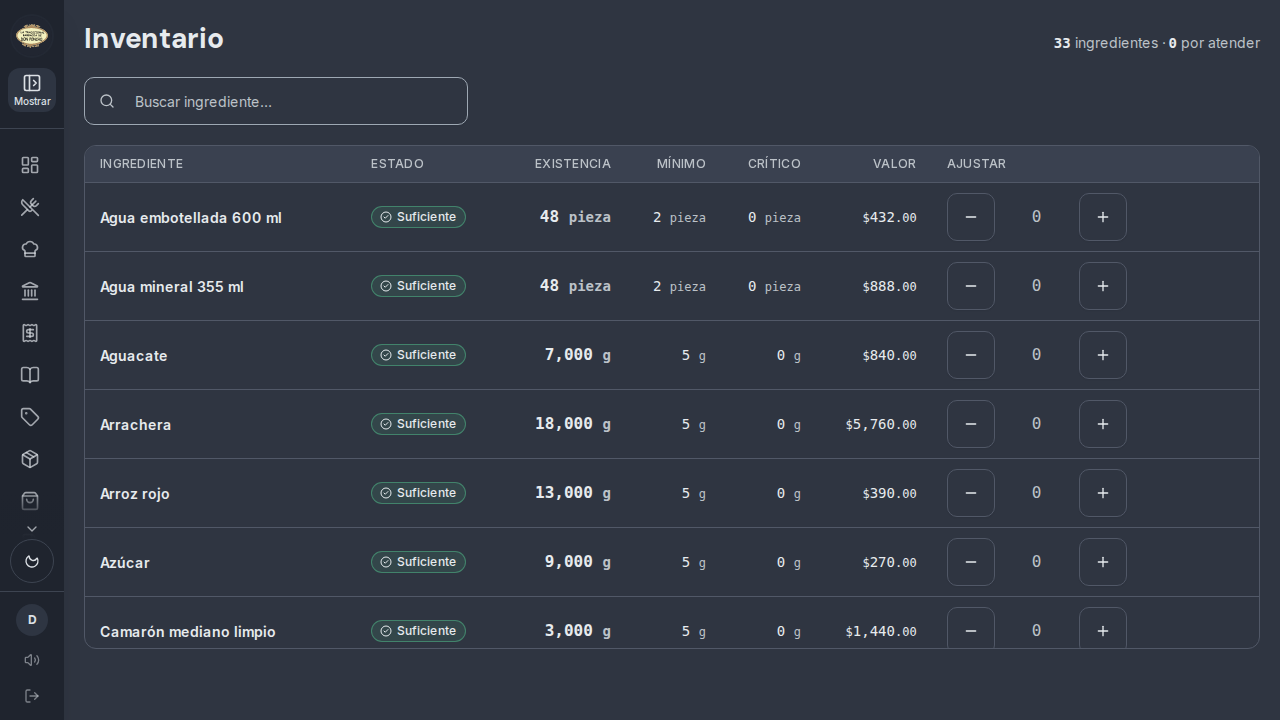 Inventario
33 ingredientes · 0 por atender
Mostrar
Buscar ingrediente...
INGREDIENTE ESTADO EXISTENCIA MÍNIMO CRÍTICO VALOR AJUSTAR
Agua embotellada 600 ml Suficiente 48 pieza 2 pieza 0 pieza $432.00 − 0 +
Agua mineral 355 ml Suficiente 48 pieza 2 pieza 0 pieza $888.00 − 0 +
Aguacate Suficiente 7,000 g 5 g 0 g $840.00 − 0 +
Arrachera Suficiente 18,000 g 5 g 0 g $5,760.00 − 0 +
Arroz rojo Suficiente 13,000 g 5 g 0 g $390.00 − 0 +
Azúcar Suficiente 9,000 g 5 g 0 g $270.00 − 0 +
Camarón mediano limpio Suficiente 3,000 g 5 g 0 g $1,440.00 − 0 +
D